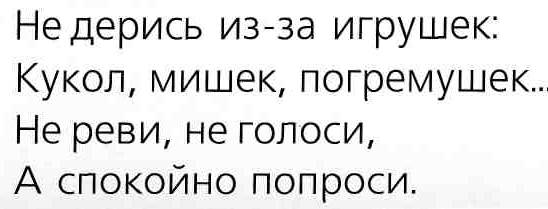 Не дерись из-за игрушек:
Кукол, мишек, погремушек...
Не реви, не голоси,
А спокойно попроси.